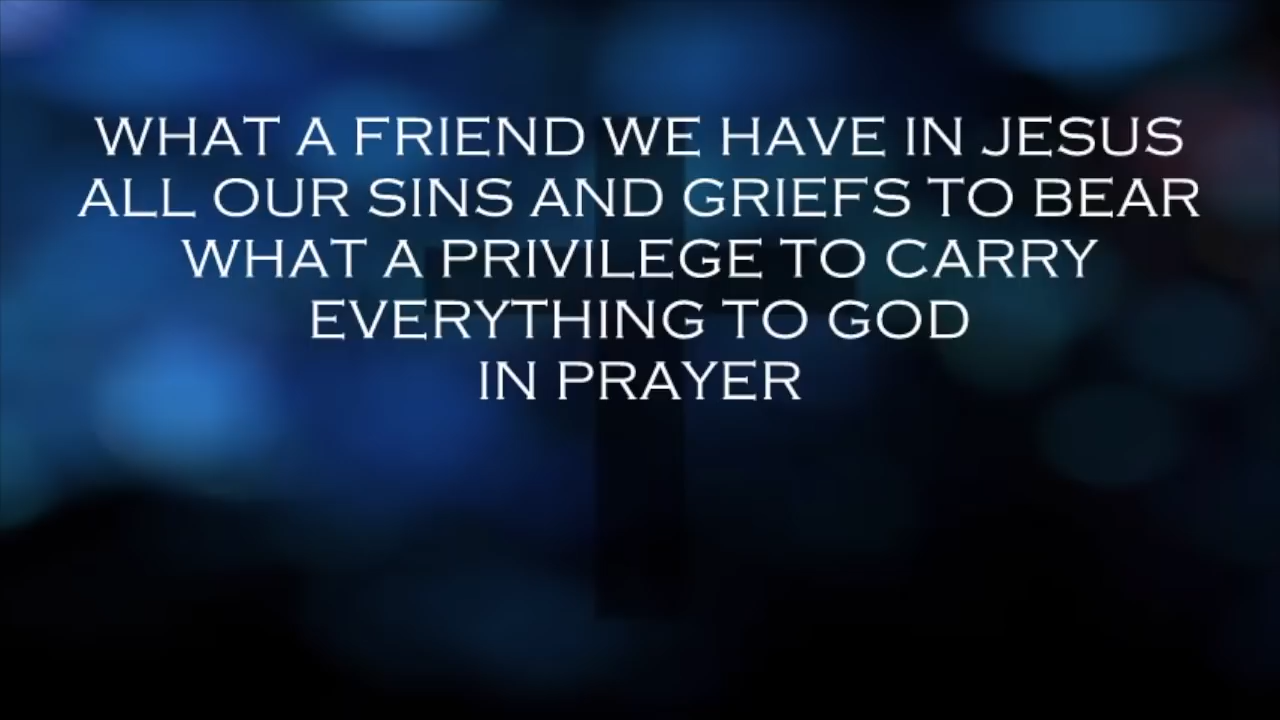 WHAT A FRIEND WE HAVE IN JESUS
ALL OUR SINS AND GRIEFS TO BEAR
WHAT A PRIVILEGE TO CARRY
EVERYTHING TO GOD
IN PRAYER